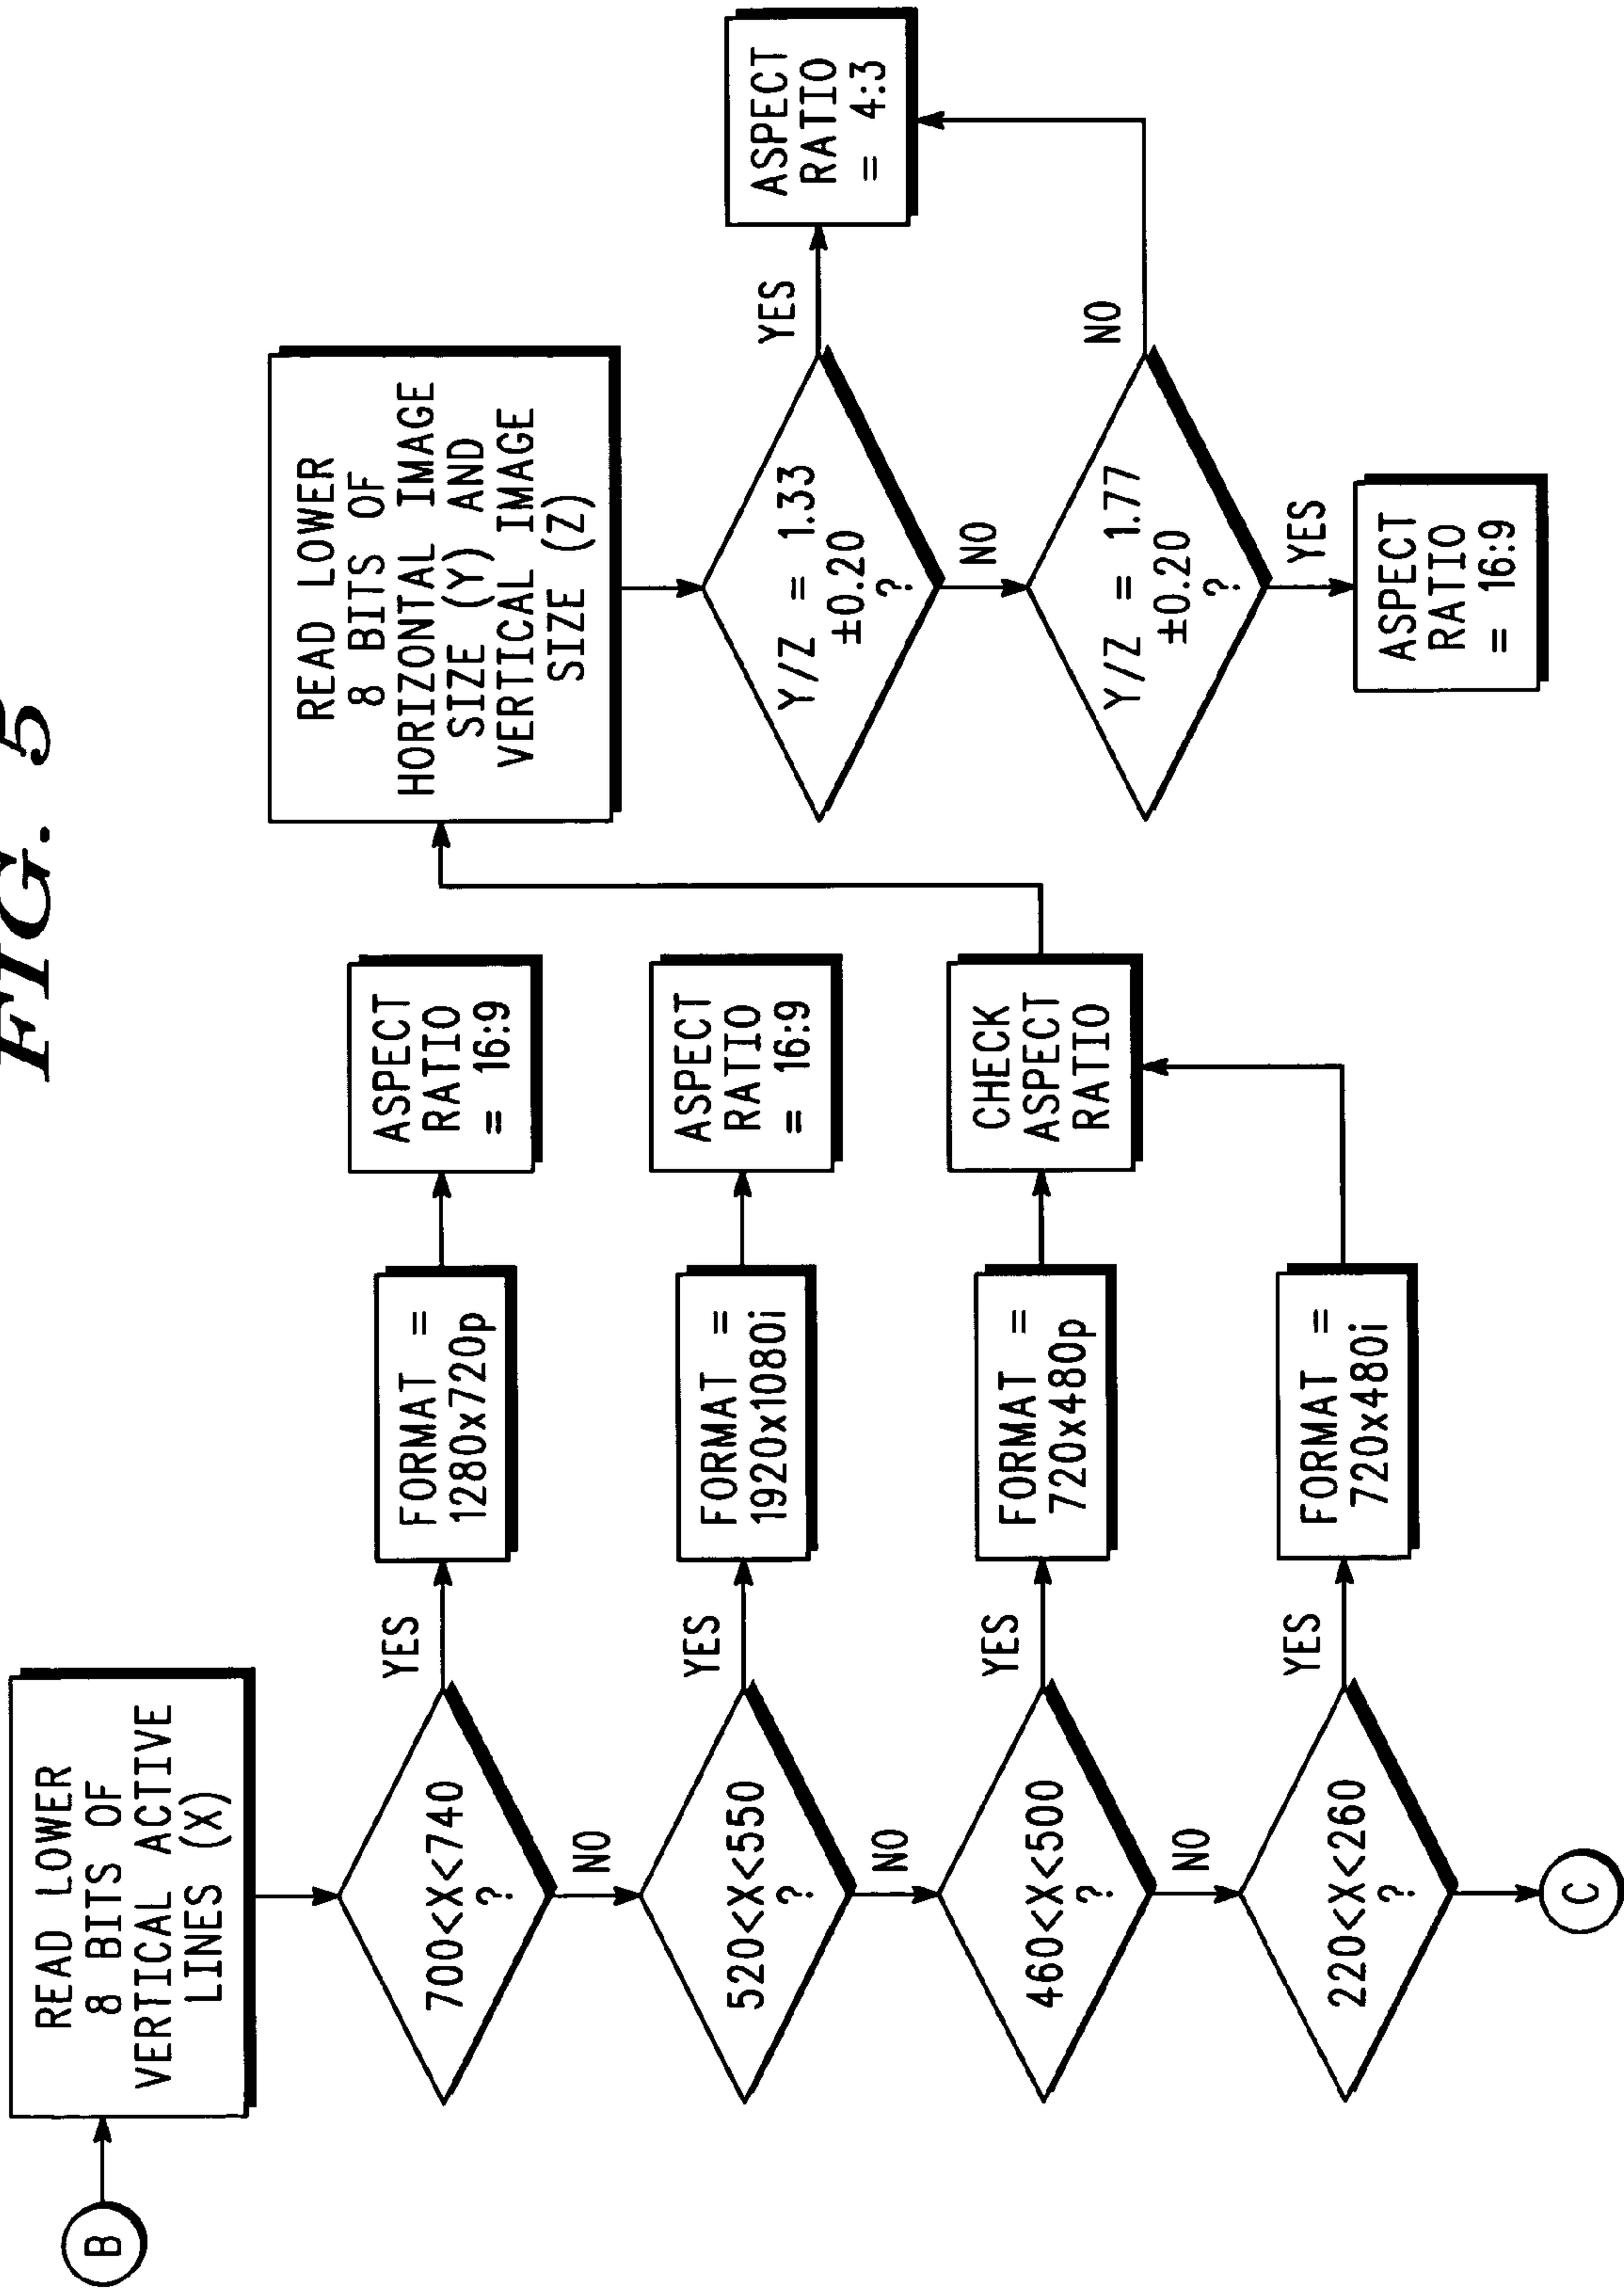 FIG. 5
B
READ LOWER
8 BITS OF
VERTICAL ACTIVE
LINES (X)
700<X<740
?
YES
FORMAT =
1280x720p
ASPECT
RATIO
= 16:9
NO
520<X<550
?
YES
FORMAT =
1920x1080i
ASPECT
RATIO
= 16:9
NO
460<X<500
?
YES
FORMAT =
720x480p
CHECK
ASPECT
RATIO
NO
220<X<260
?
YES
FORMAT =
720x480i
C
READ LOWER
8 BITS OF
HORIZONTAL IMAGE
SIZE (Y) AND
VERTICAL IMAGE
SIZE (Z)
Y/Z = 1.33
±0.20
?
YES
ASPECT
RATIO
= 4:3
NO
Y/Z = 1.77
±0.20
?
NO
YES
ASPECT
RATIO
= 16:9